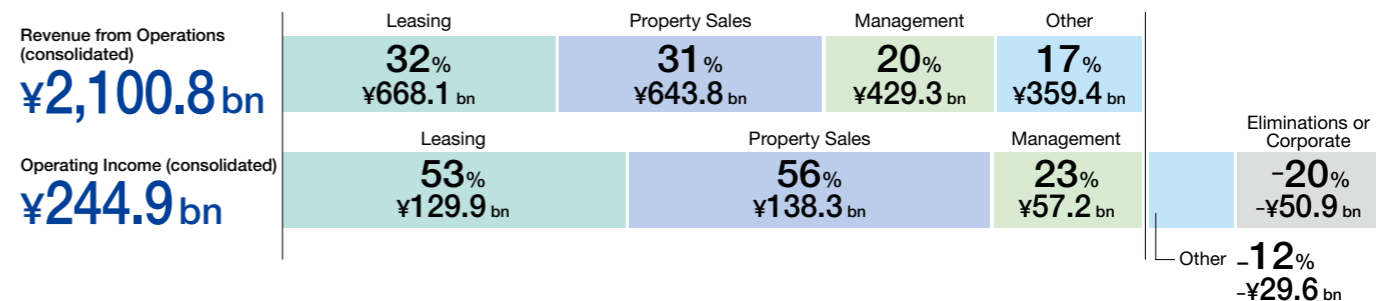 Revenue from Operations
(consolidated)
¥2,100.8 bn
Leasing
32%
¥668.1 bn
Property Sales
31%
¥643.8 bn
Management
20%
¥429.3 bn
Other
17%
¥359.4 bn
Operating Income (consolidated)
¥244.9 bn
Leasing
53%
¥129.9 bn
Property Sales
56%
¥138.3 bn
Management
23%
¥57.2 bn
Eliminations or
Corporate
-20%
-¥50.9 bn
Other -12%
-¥29.6 bn